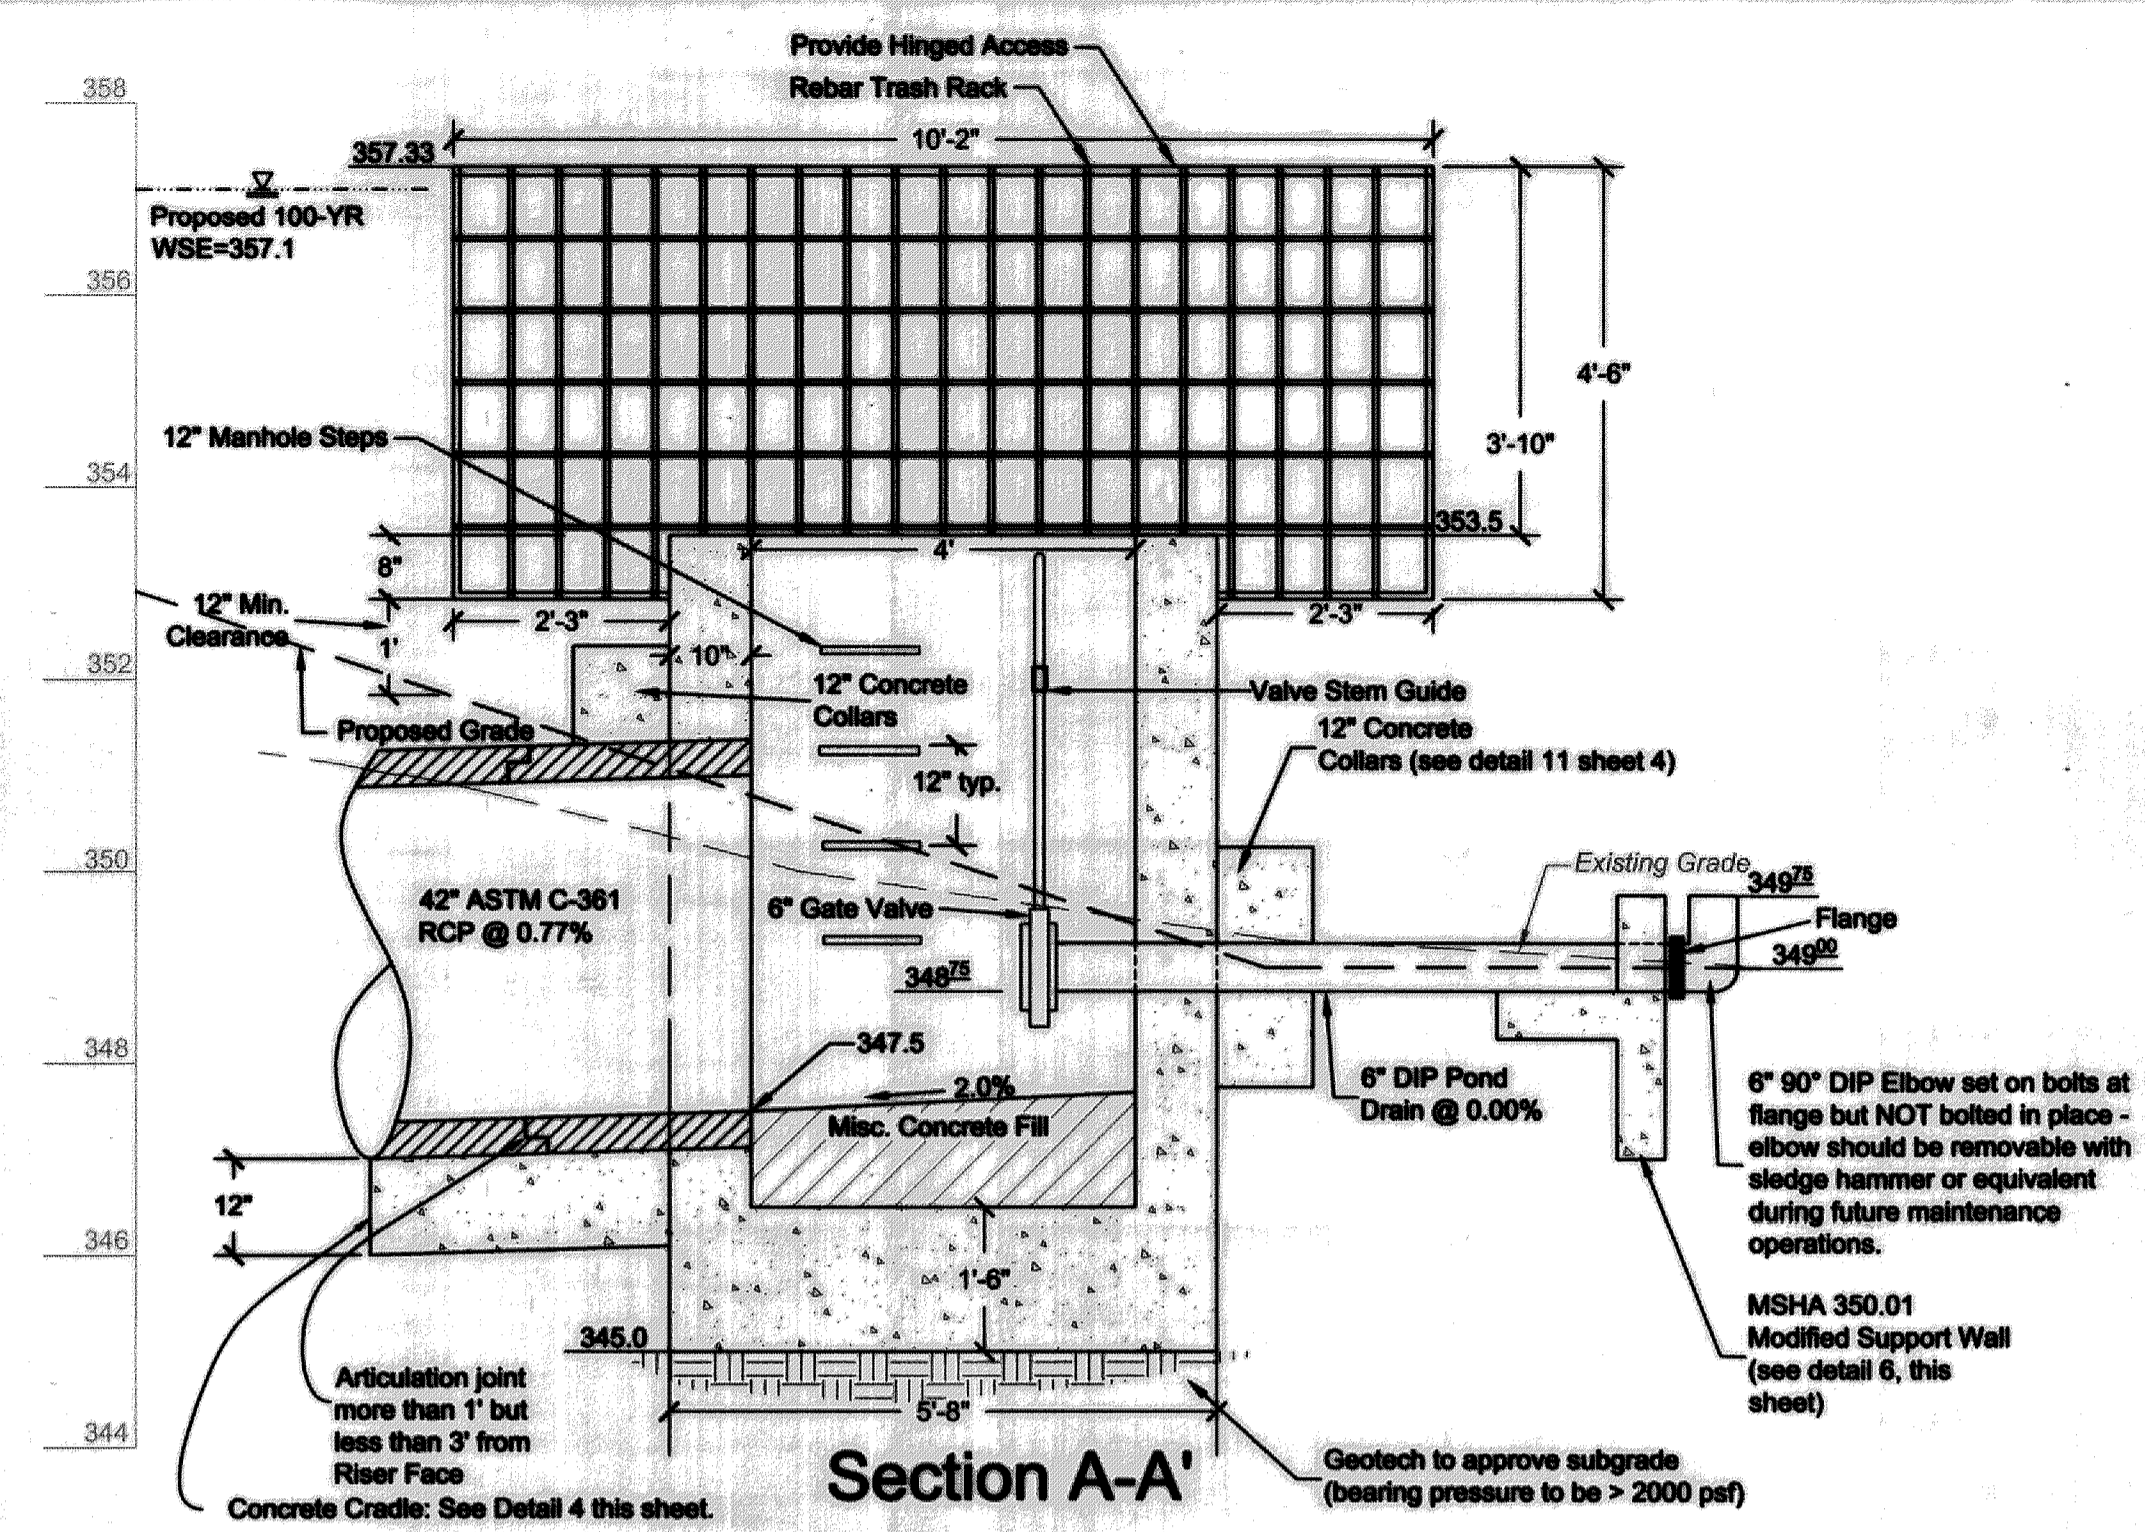 Provide Hinged Access
Rebar Trash Rack
358
10'-2"
357.33
Proposed 100-YR
WSE=357.1
356
4'-6"
3'-10"
12" Manhole Steps
354
353.5
4'
8"
12" Min.
Clearance
1'
2'-3"
2'-3"
10"
352
12" Concrete
Collars
Valve Stem Guide
12" Concrete
Collars (see detail 11 sheet 4)
Proposed Grade
12" typ.
350
Existing Grade
349 75
42" ASTM C-361
RCP @ 0.77%
6" Gate Valve
Flange
349 00
348 75
348
347.5
2.0%
Misc. Concrete Fill
6" DIP Pond
Drain @ 0.00%
6" 90° DIP Elbow set on bolts at
flange but NOT bolted in place -
elbow should be removable with
sledge hammer or equivalent
during future maintenance
operations.
12"
346
1'-6"
MSHA 350.01
Modified Support Wall
(see detail 6, this
sheet)
345.0
Articulation joint
more than 1' but
less than 3' from
Riser Face
5'-8"
344
Section A-A'
Geotech to approve subgrade
(bearing pressure to be > 2000 psf)
Concrete Cradle: See Detail 4 this sheet.